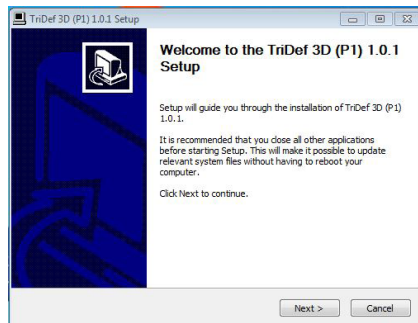 TriDef 3D (P1) 1.0.1 Setup
Welcome to the TriDef 3D (P1) 1.0.1
Setup
Setup will guide you through the installation of TriDef 3D (P1)
1.0.1.
It is recommended that you close all other applications
before starting Setup. This will make it possible to update
relevant system files without having to reboot your
computer.
Click Next to continue.
Next >
Cancel